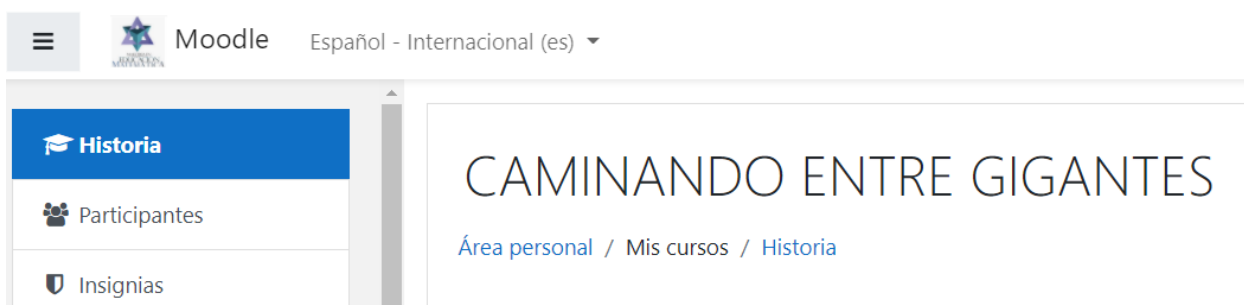 Moodle Español - Internacional (es)
Historia
Participantes
Insignias
CAMINANDO ENTRE GIGANTES
Área personal / Mis cursos / Historia